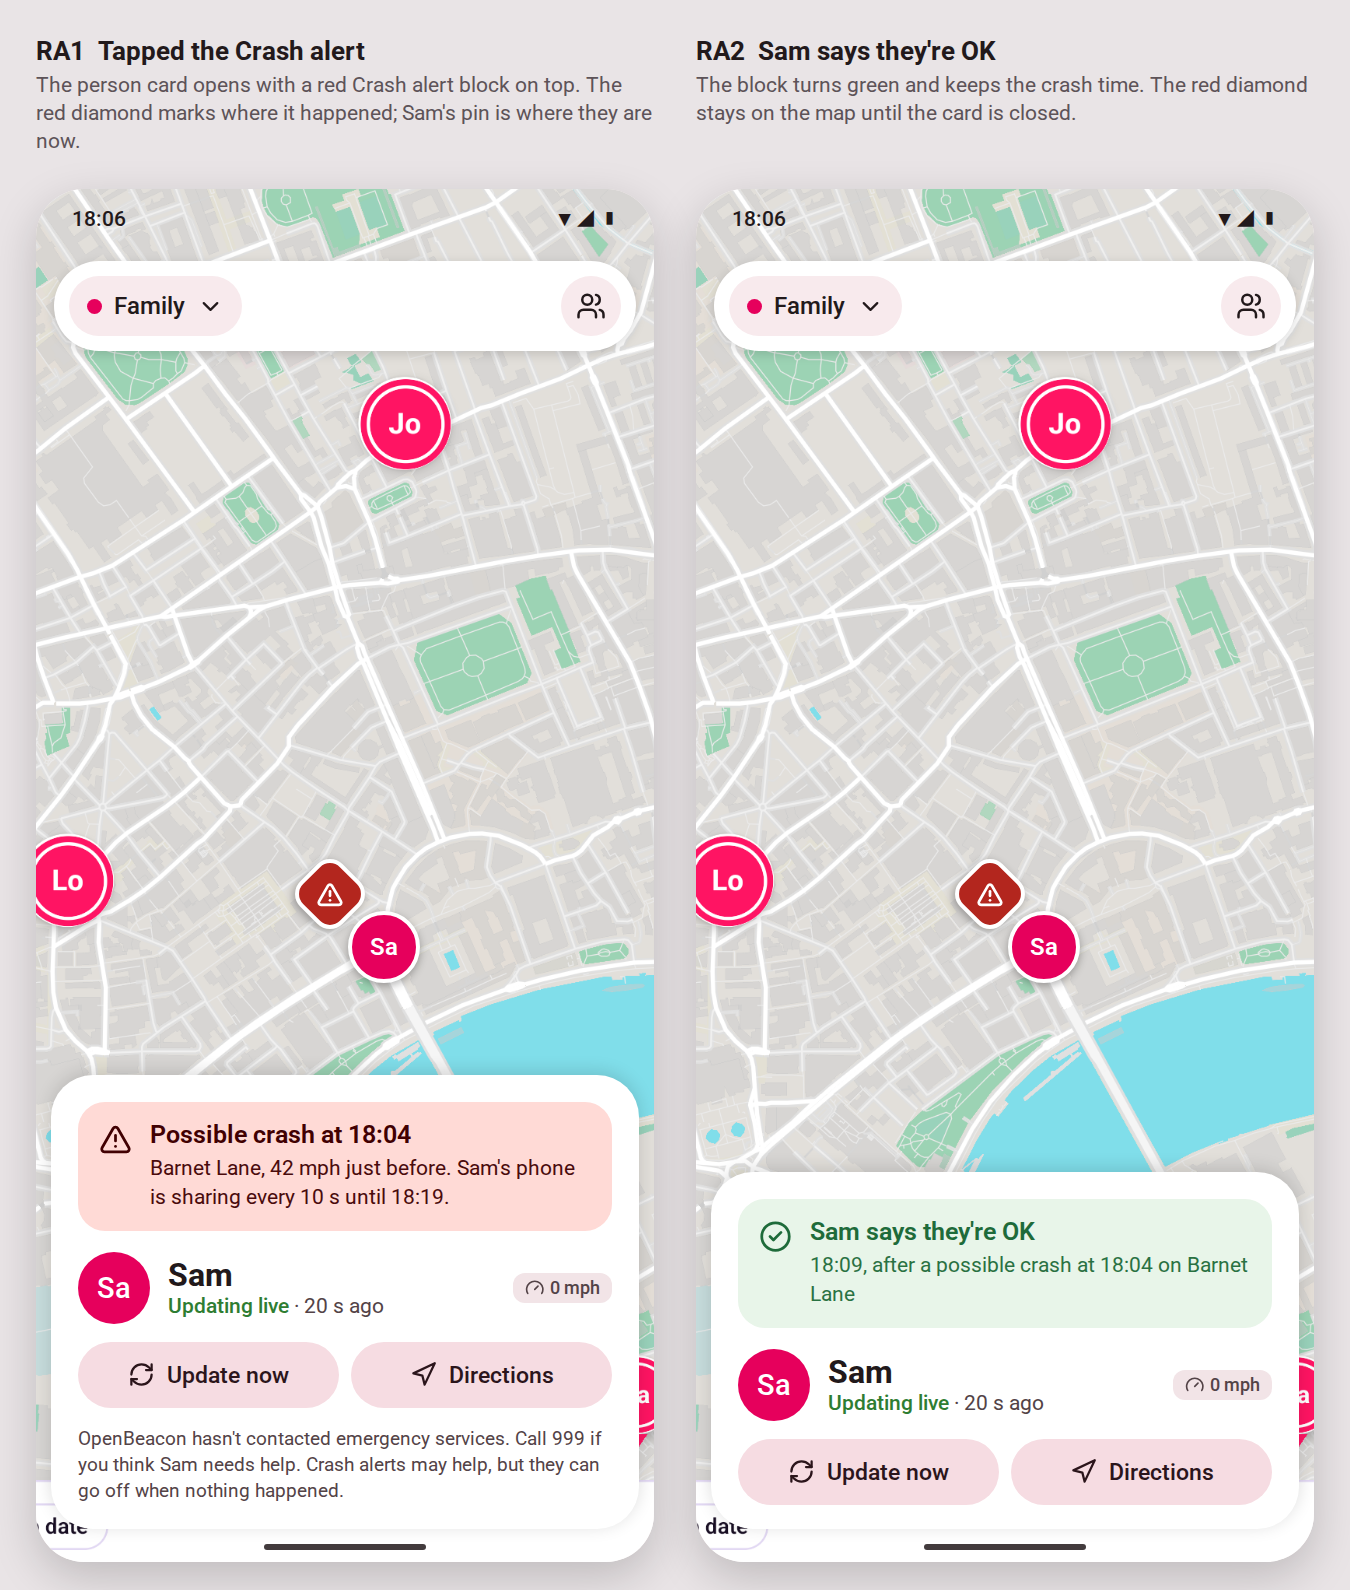 RA1 Tapped the Crash alert
The person card opens with a red Crash alert block on top. The
red diamond marks where it happened; Sam's pin is where they are
now.
18:06
Family
Jo
Lo
Sa
Possible crash at 18:04
Barnet Lane, 42 mph just before. Sam's phone
is sharing every 10 s until 18:19.
Sa
Sam
Updating live · 20 s ago
0 mph
Update now
Directions
a
OpenBeacon hasn't contacted emergency services. Call 999 if
you think Sam needs help. Crash alerts may help, but they can
go off when nothing happened.
date
RA2 Sam says they're OK
The block turns green and keeps the crash time. The red diamond
stays on the map until the card is closed.
18:06
Family
Jo
Lo
Sa
Sam says they're OK
18:09, after a possible crash at 18:04 on Barnet
Lane
Sa
Sam
Updating live · 20 s ago
0 mph
a
Update now
Directions
date